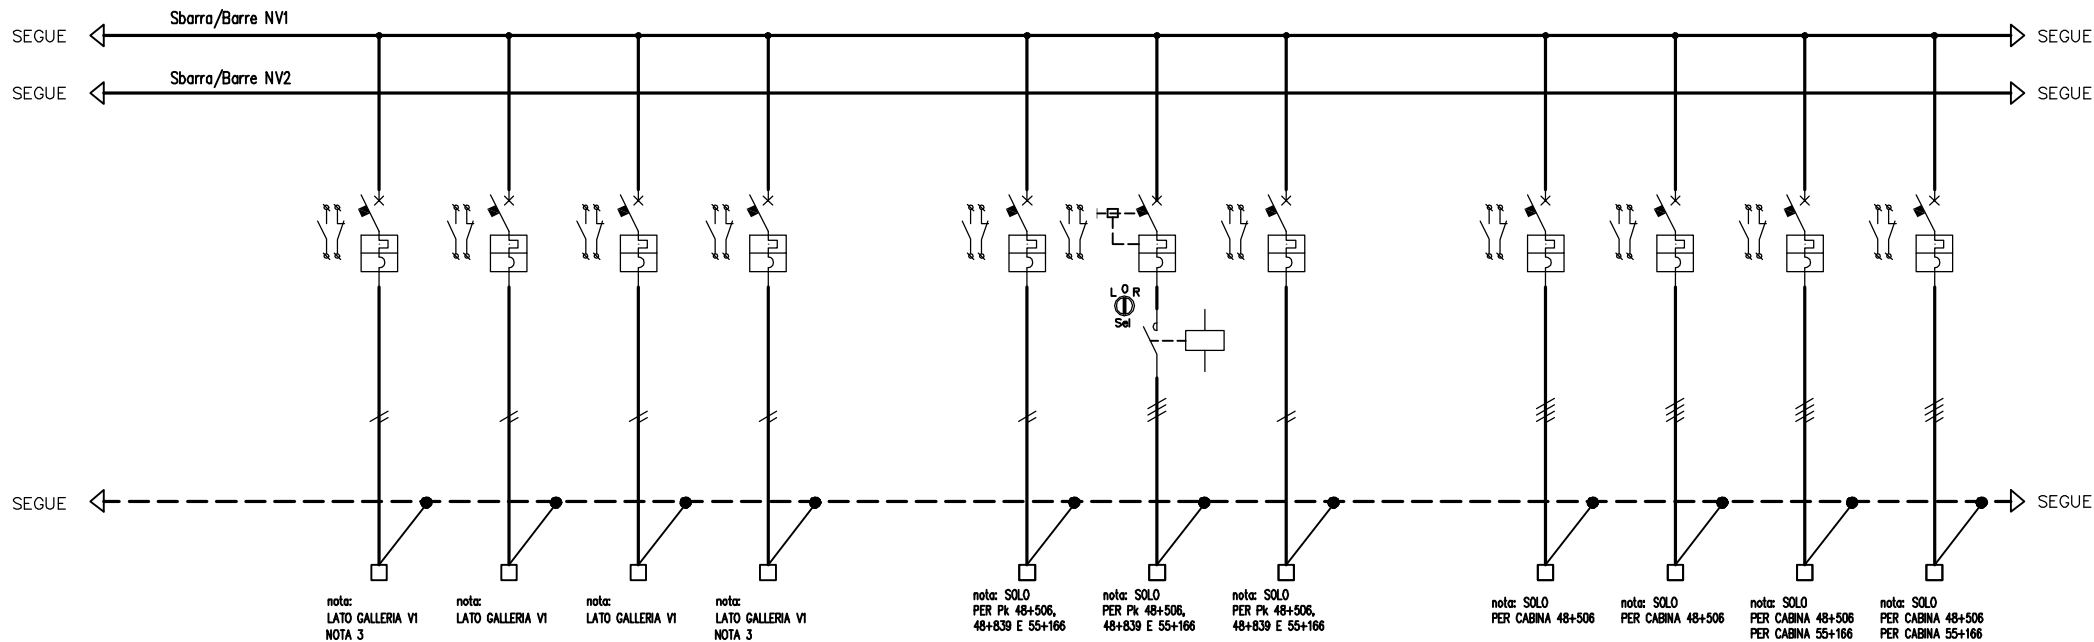 Sbarra/Barre NV1
SEGUE SEGUE
Sbarra/Barre NV2
SEGUE SEGUE
L O R
Sel
SEGUE SEGUE
nota:
LATO GALLERIA V1
NOTA 3
nota:
LATO GALLERIA V1
nota:
LATO GALLERIA V1
nota:
LATO GALLERIA V1
NOTA 3
nota: SOLO
PER Pk 48+506,
48+839 E 55+166
nota: SOLO
PER Pk 48+506,
48+839 E 55+166
nota: SOLO
PER Pk 48+506,
48+839 E 55+166
nota: SOLO
PER CABINA 48+506
nota: SOLO
PER CABINA 48+506
nota: SOLO
PER CABINA 48+506
PER CABINA 55+166
nota: SOLO
PER CABINA 48+506
PER CABINA 55+166